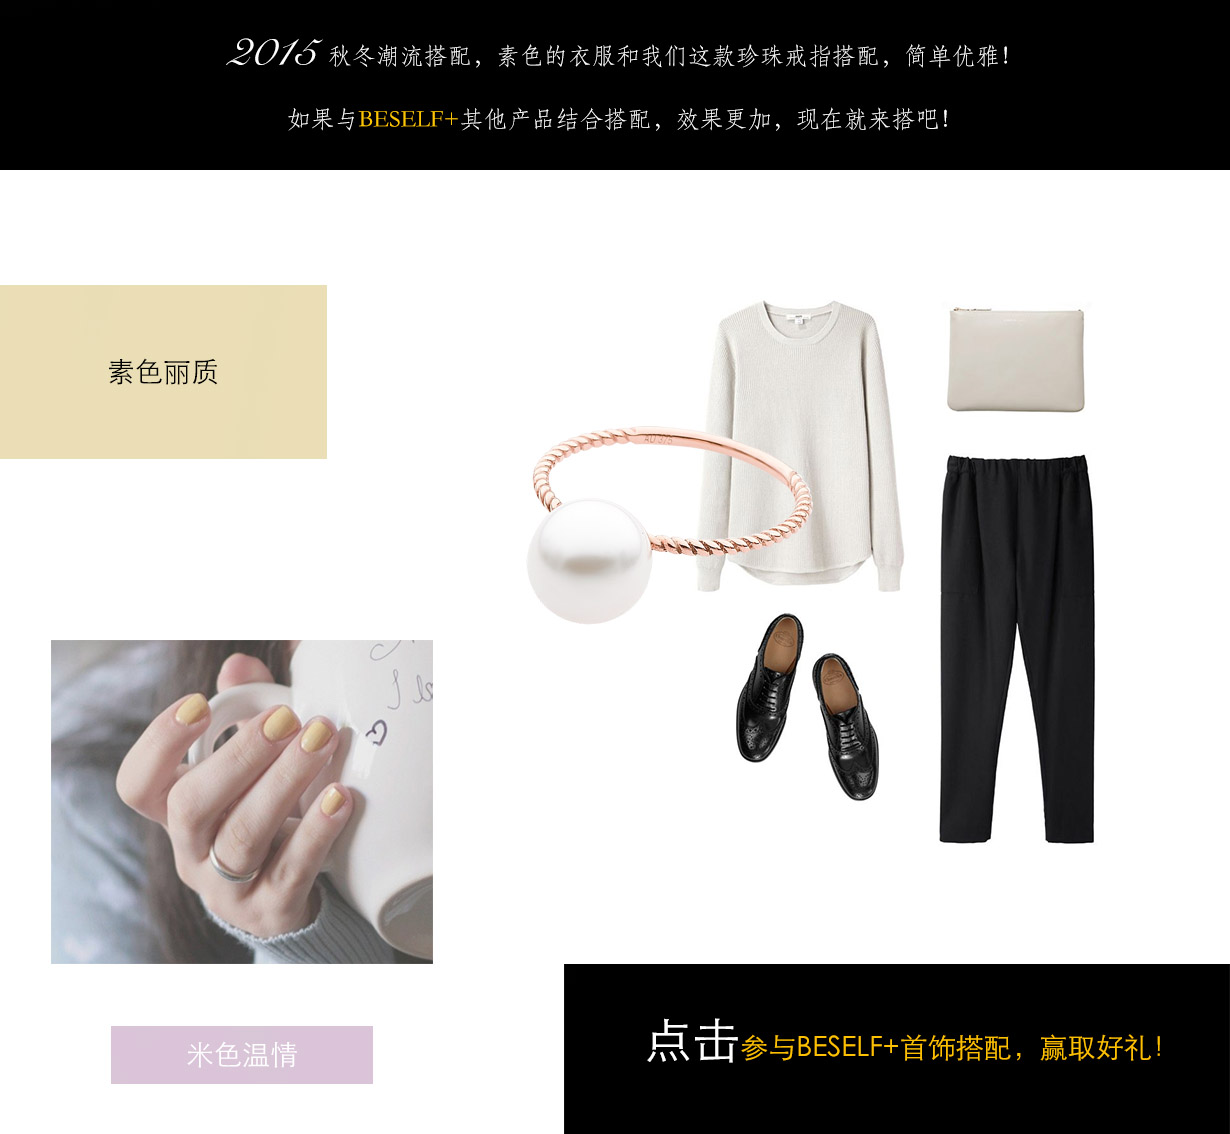 2015 秋冬潮流搭配，素色的衣服和我们这款珍珠戒指搭配，简单优雅！
如果与BESELF+其他产品结合搭配，效果更加，现在就来搭吧！
素色丽质
AU 375
米色温情
点击参与BESELF+首饰搭配，赢取好礼！